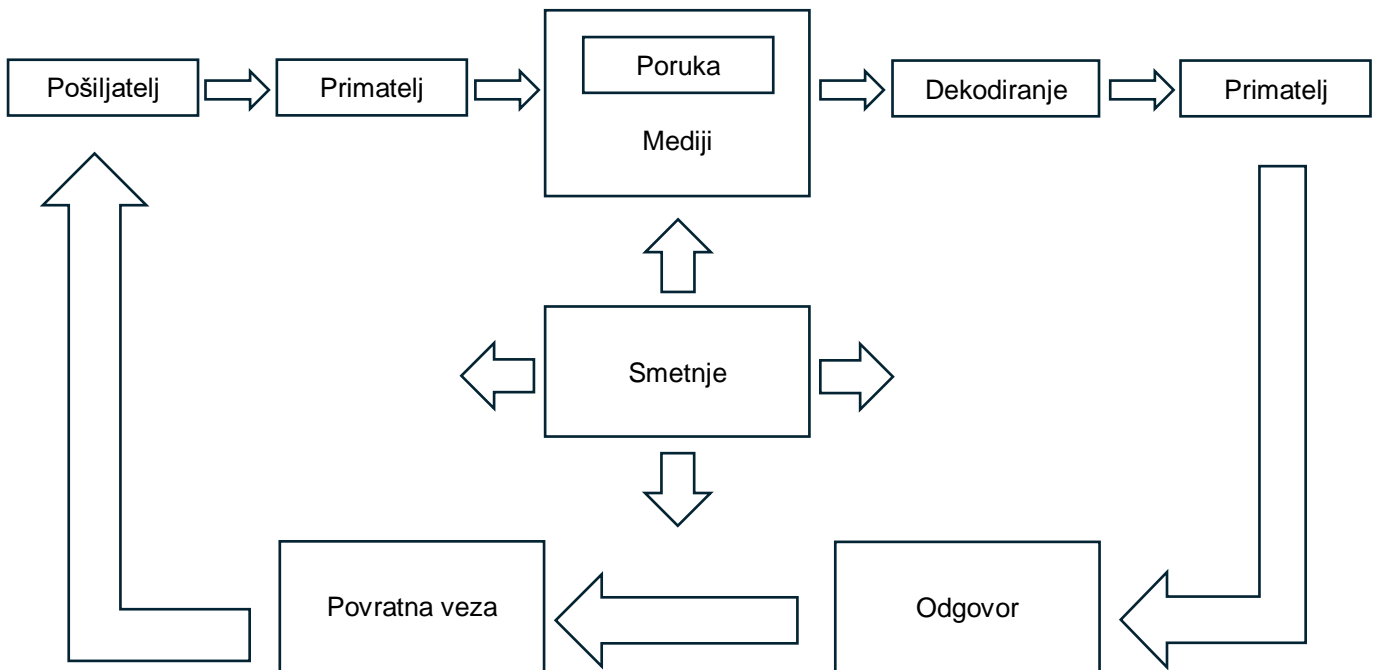 Pošiljatelj
Primatelj
Poruka
Mediji
Dekodiranje
Primatelj
Smetnje
Povratna veza
Odgovor